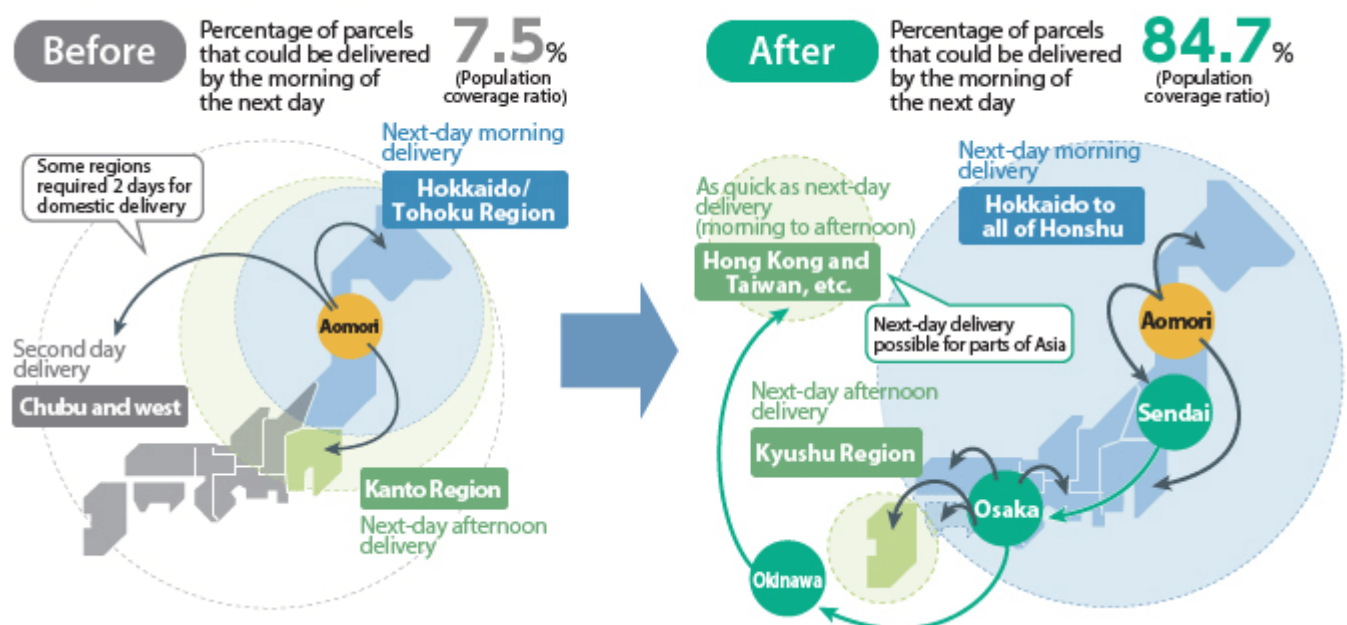 Before
Percentage of parcels
that could be delivered
by the morning of
the next day
7.5%
(Population
coverage ratio)
Some regions
required 2 days for
domestic delivery
Next-day morning
delivery
Hokkaido/
Tohoku Region
Aomori
Second day
delivery
Chubu and west
Kanto Region
Next-day afternoon
delivery
After
Percentage of parcels
that could be delivered
by the morning of
the next day
84.7%
(Population
coverage ratio)
As quick as next-day
delivery
(morning to afternoon)
Hong Kong and
Taiwan, etc.
Next-day morning
delivery
Hokkaido to
all of Honshu
Next-day delivery
possible for parts of Asia
Aomori
Sendai
Next-day afternoon
delivery
Kyushu Region
Osaka
Okinawa